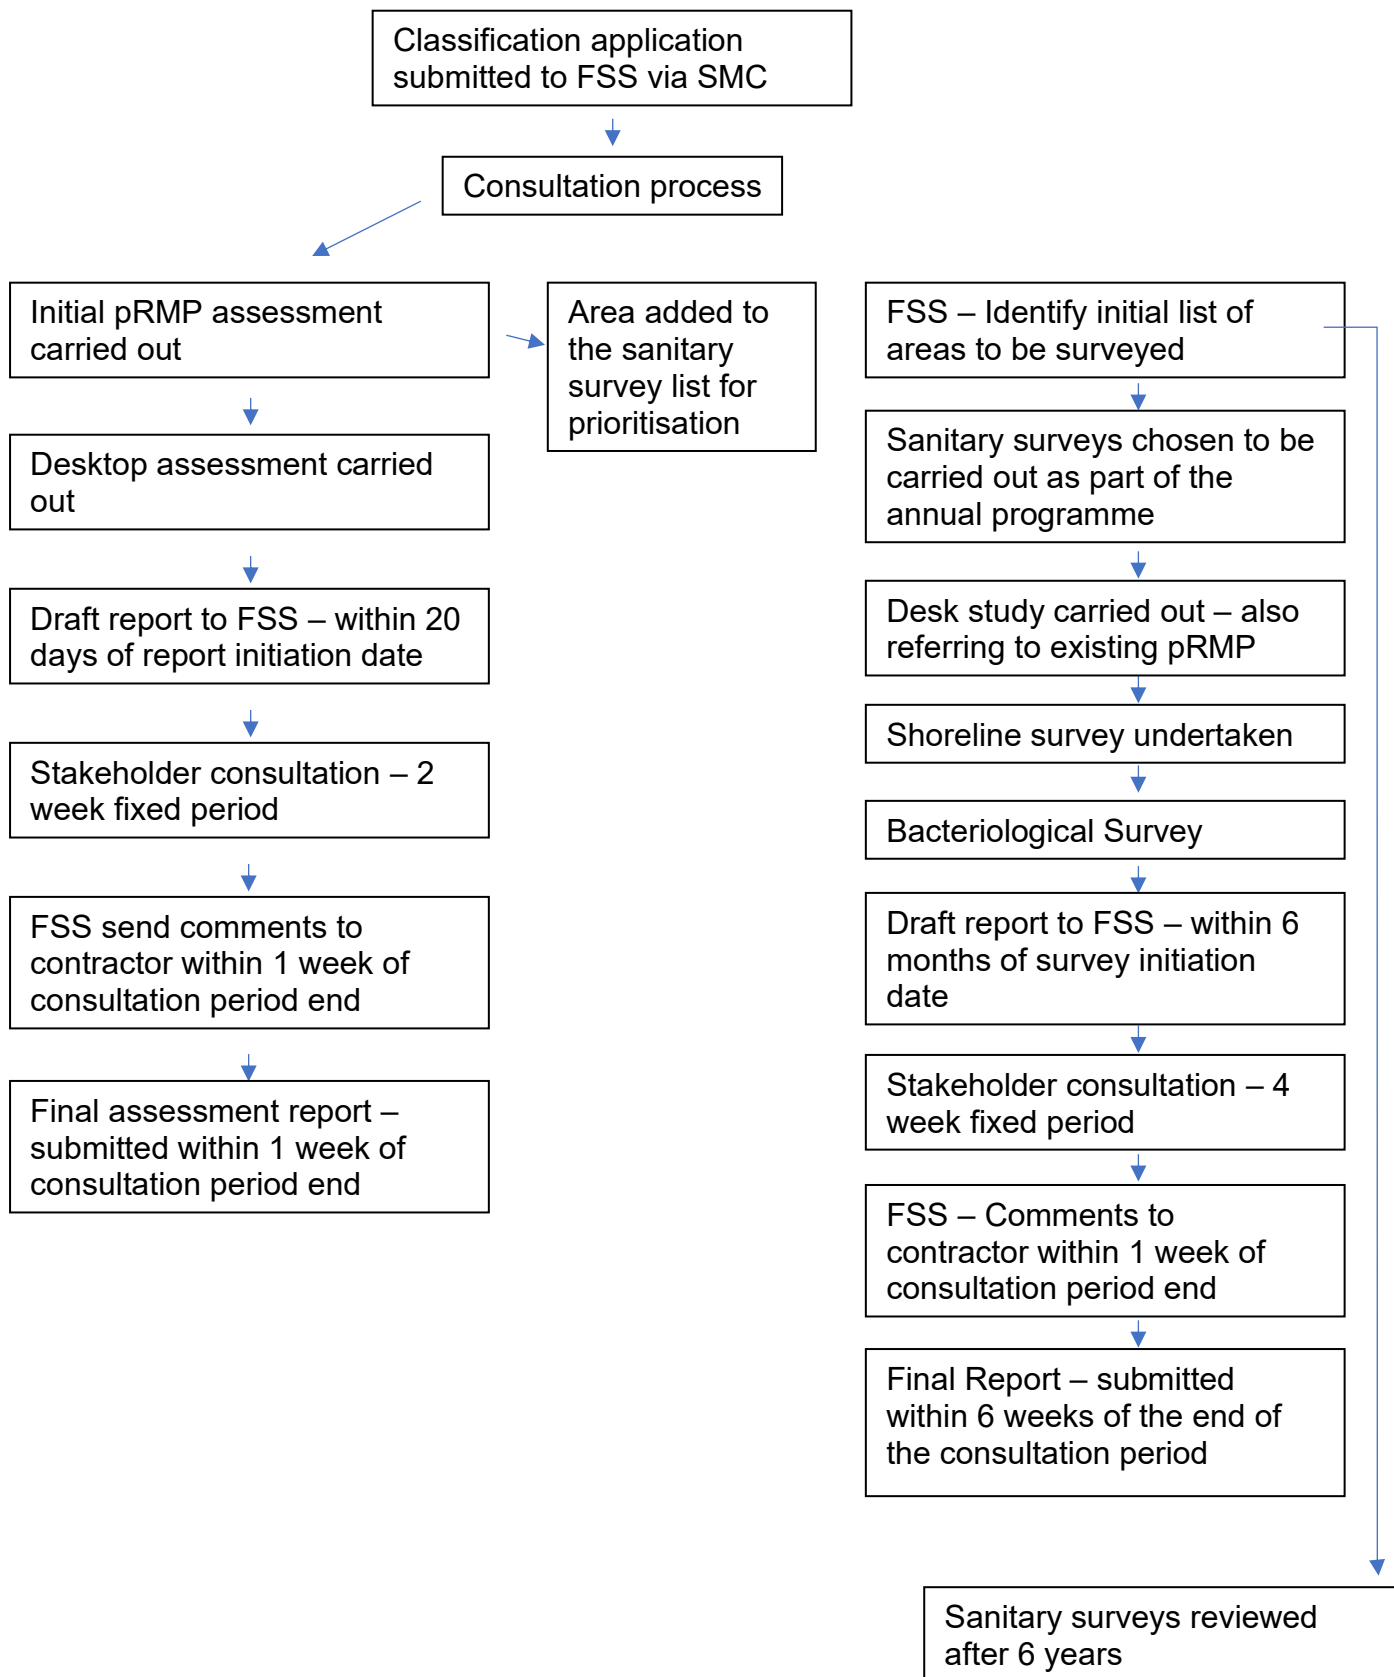 Classification application
submitted to FSS via SMC
Consultation process
Initial pRMP assessment
carried out
Area added to
the sanitary
survey list for
prioritisation
Desktop assessment carried
out
Draft report to FSS – within 20
days of report initiation date
Stakeholder consultation – 2
week fixed period
FSS send comments to
contractor within 1 week of
consultation period end
Final assessment report –
submitted within 1 week of
consultation period end
FSS – Identify initial list of
areas to be surveyed
Sanitary surveys chosen to be
carried out as part of the
annual programme
Desk study carried out – also
referring to existing pRMP
Shoreline survey undertaken
Bacteriological Survey
Draft report to FSS – within 6
months of survey initiation
date
Stakeholder consultation – 4
week fixed period
FSS – Comments to
contractor within 1 week of
consultation period end
Final Report – submitted
within 6 weeks of the end of
the consultation period
Sanitary surveys reviewed
after 6 years